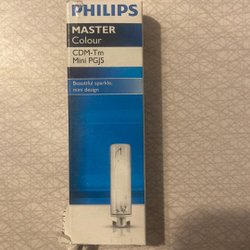 PHILIPS
MASTER
Colour
CDM-Tm
Mini PGJ5
Beautiful sparkle,
mini design